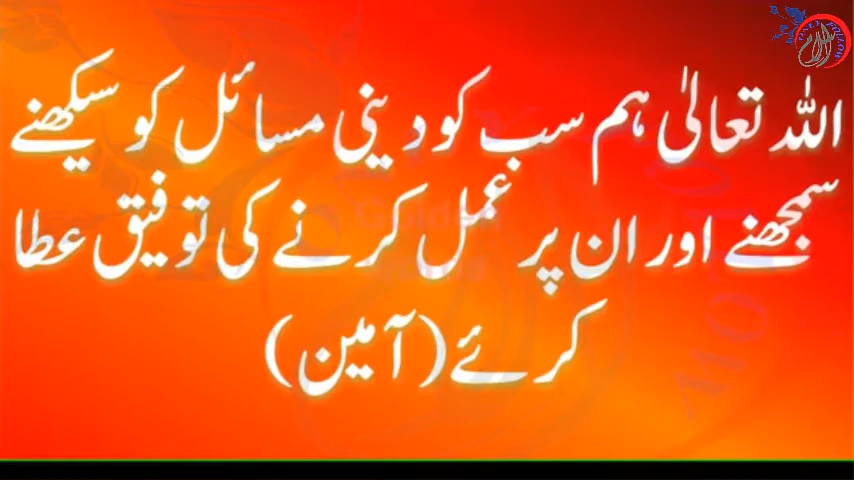 اللہ تعالیٰ ہم سب کو دینی مسائل کو سیکھنے
سمجھنے اور ان پر عمل کرنے کی توفیق عطا
کرئے (آمین)